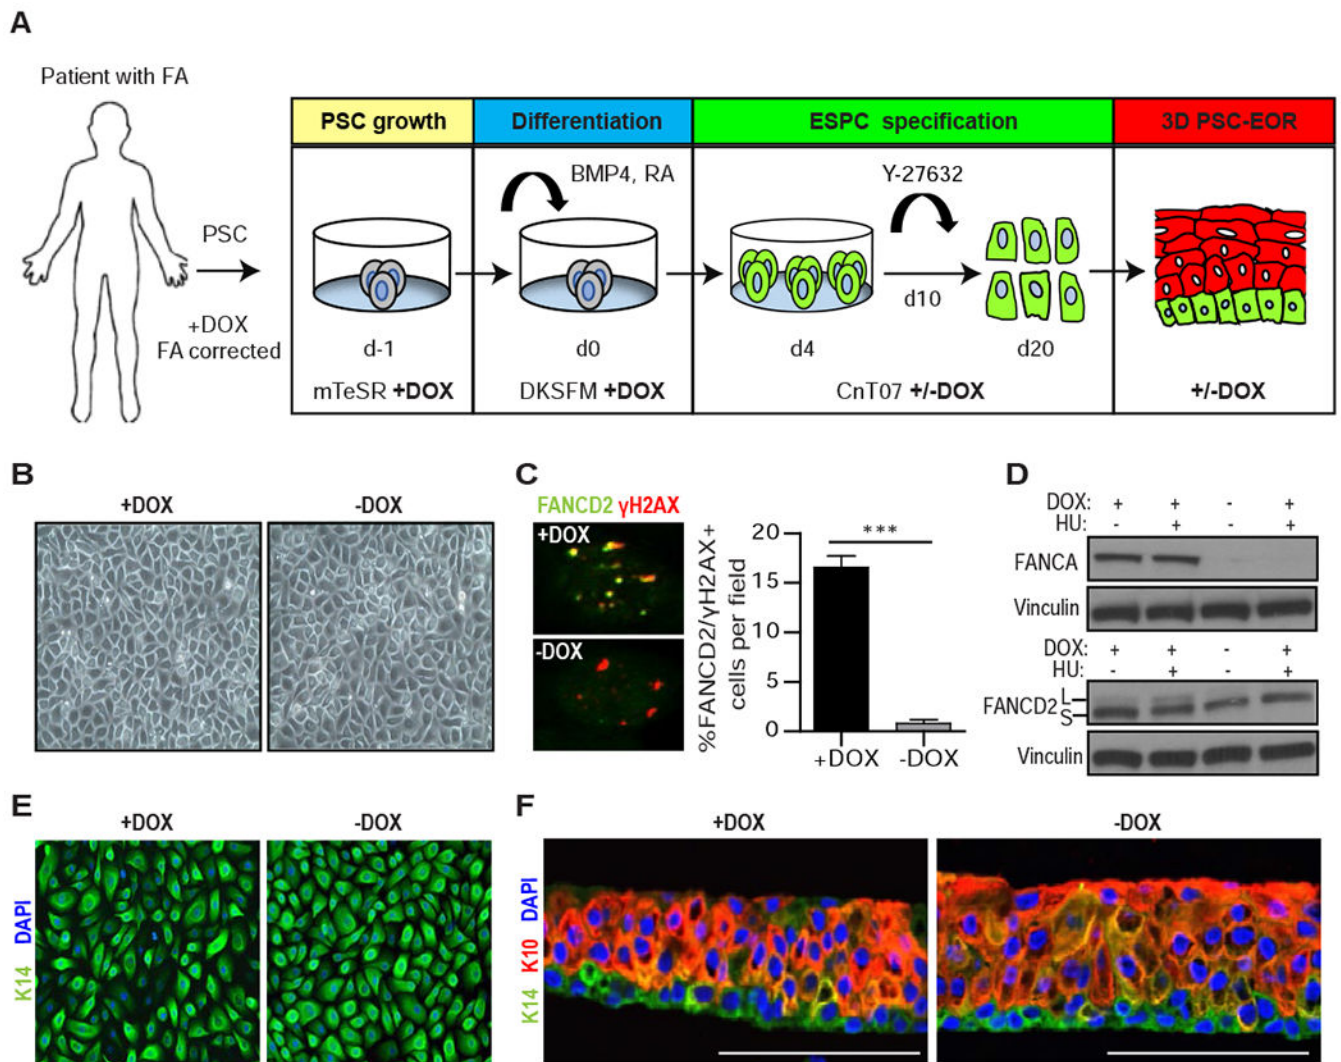 A
Patient with FA
PSC growth
Differentiation
ESPC specification
3D PSC-EOR
BMP4, RA
Y-27632
PSC
+DOX
FA corrected
d-1
d0
d4
d10
d20
mTeSR +DOX
DKSFM +DOX
CnT07 +/-DOX
+/-DOX
B
+DOX
-DOX
C
FANCD2 γH2AX
+DOX
-DOX
%FANCD2/γH2AX+
cells per field
20
15
10
5
0
***
+DOX
-DOX
D
DOX: + + - +
HU: - + - +
FANCA
Vinculin
DOX: + + - +
HU: - + - +
FANCD2 L
S
Vinculin
E
+DOX
-DOX
K14 DAPI
F
+DOX
-DOX
K14 K10 DAPI